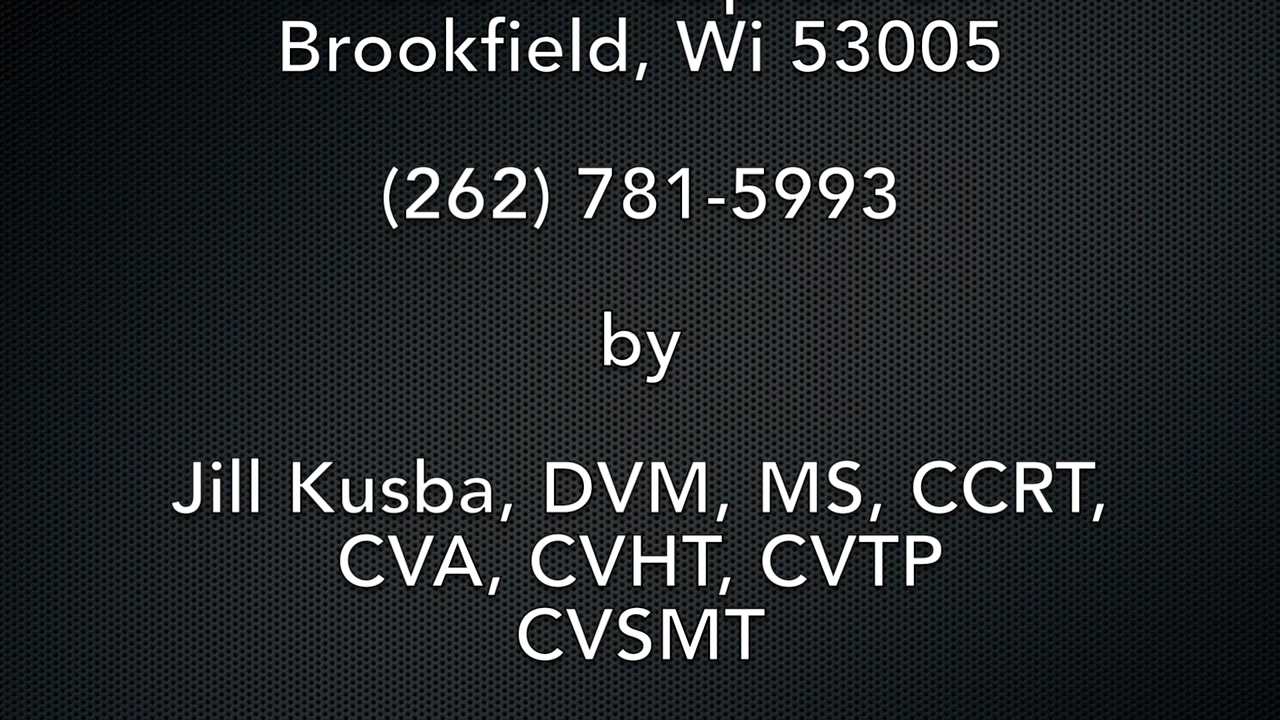 Brookfield, Wi 53005
(262) 781-5993
by
Jill Kusba, DVM, MS, CCRT,
CVA, CVHT, CVTP
CVSMT